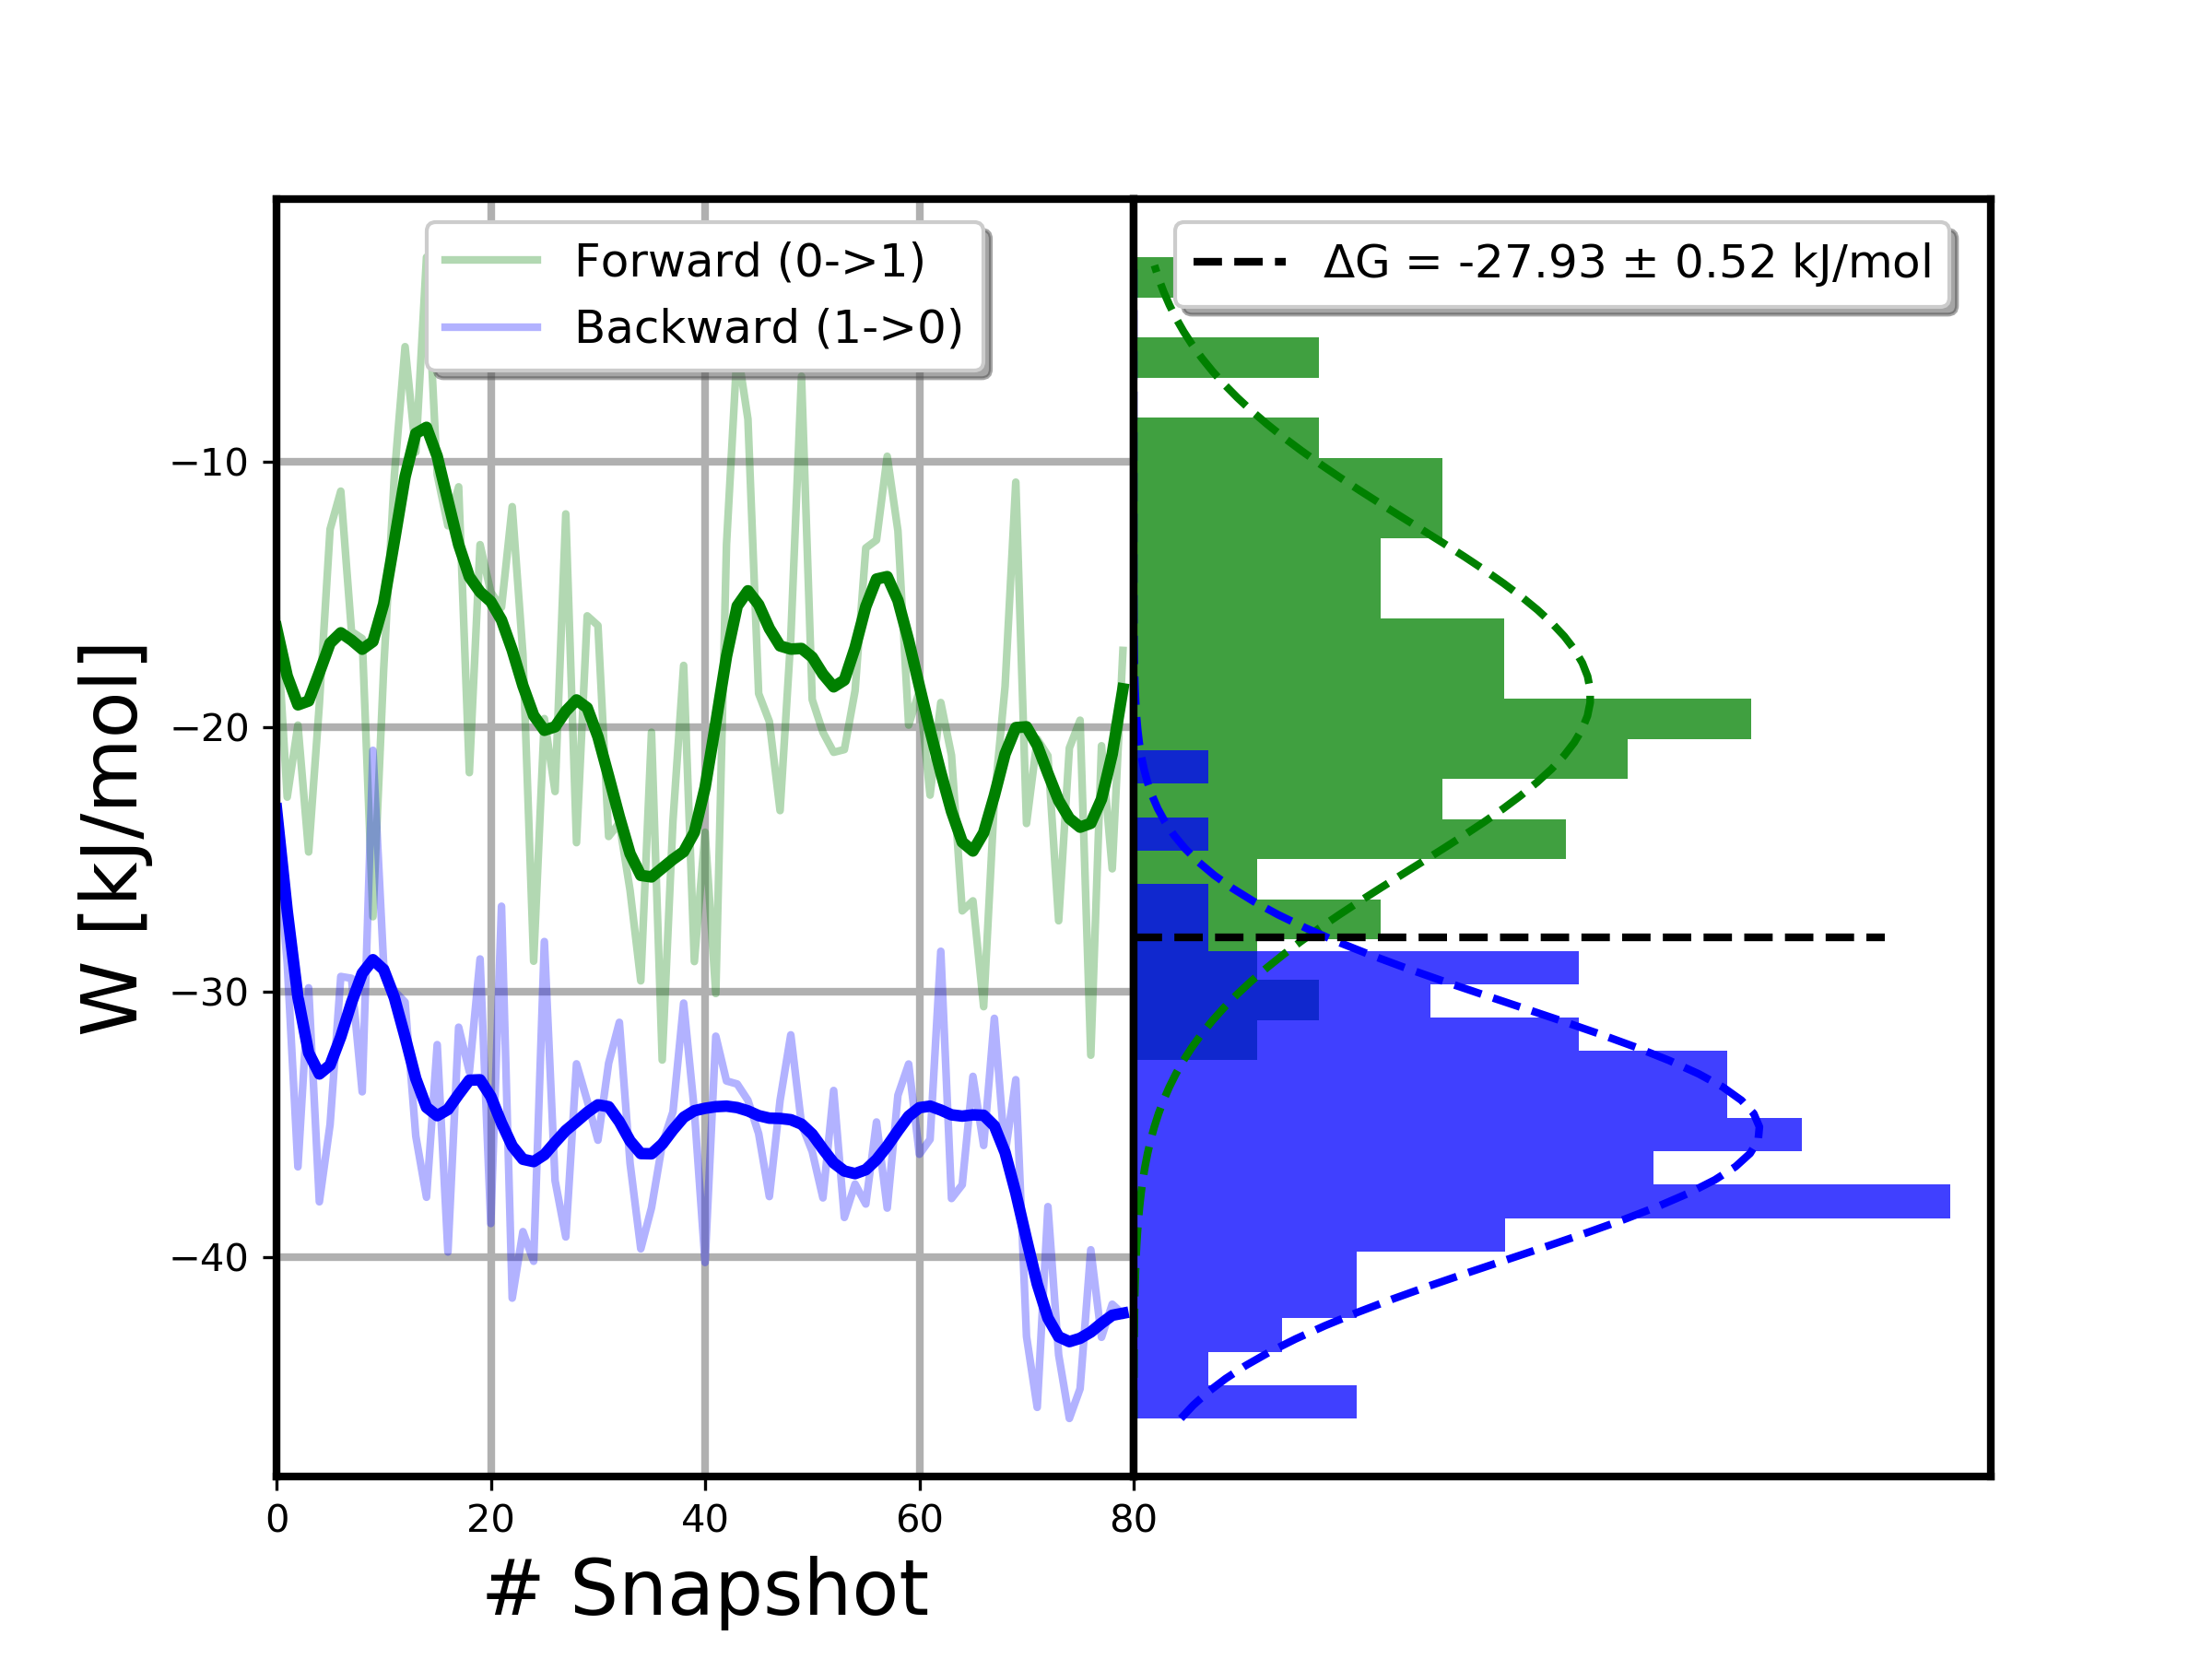 Forward (0->1)
Backward (1->0)
ΔG = -27.93 ± 0.52 kJ/mol
W [kJ/mol]
−10
−20
−30
−40
0 20 40 60 80
# Snapshot